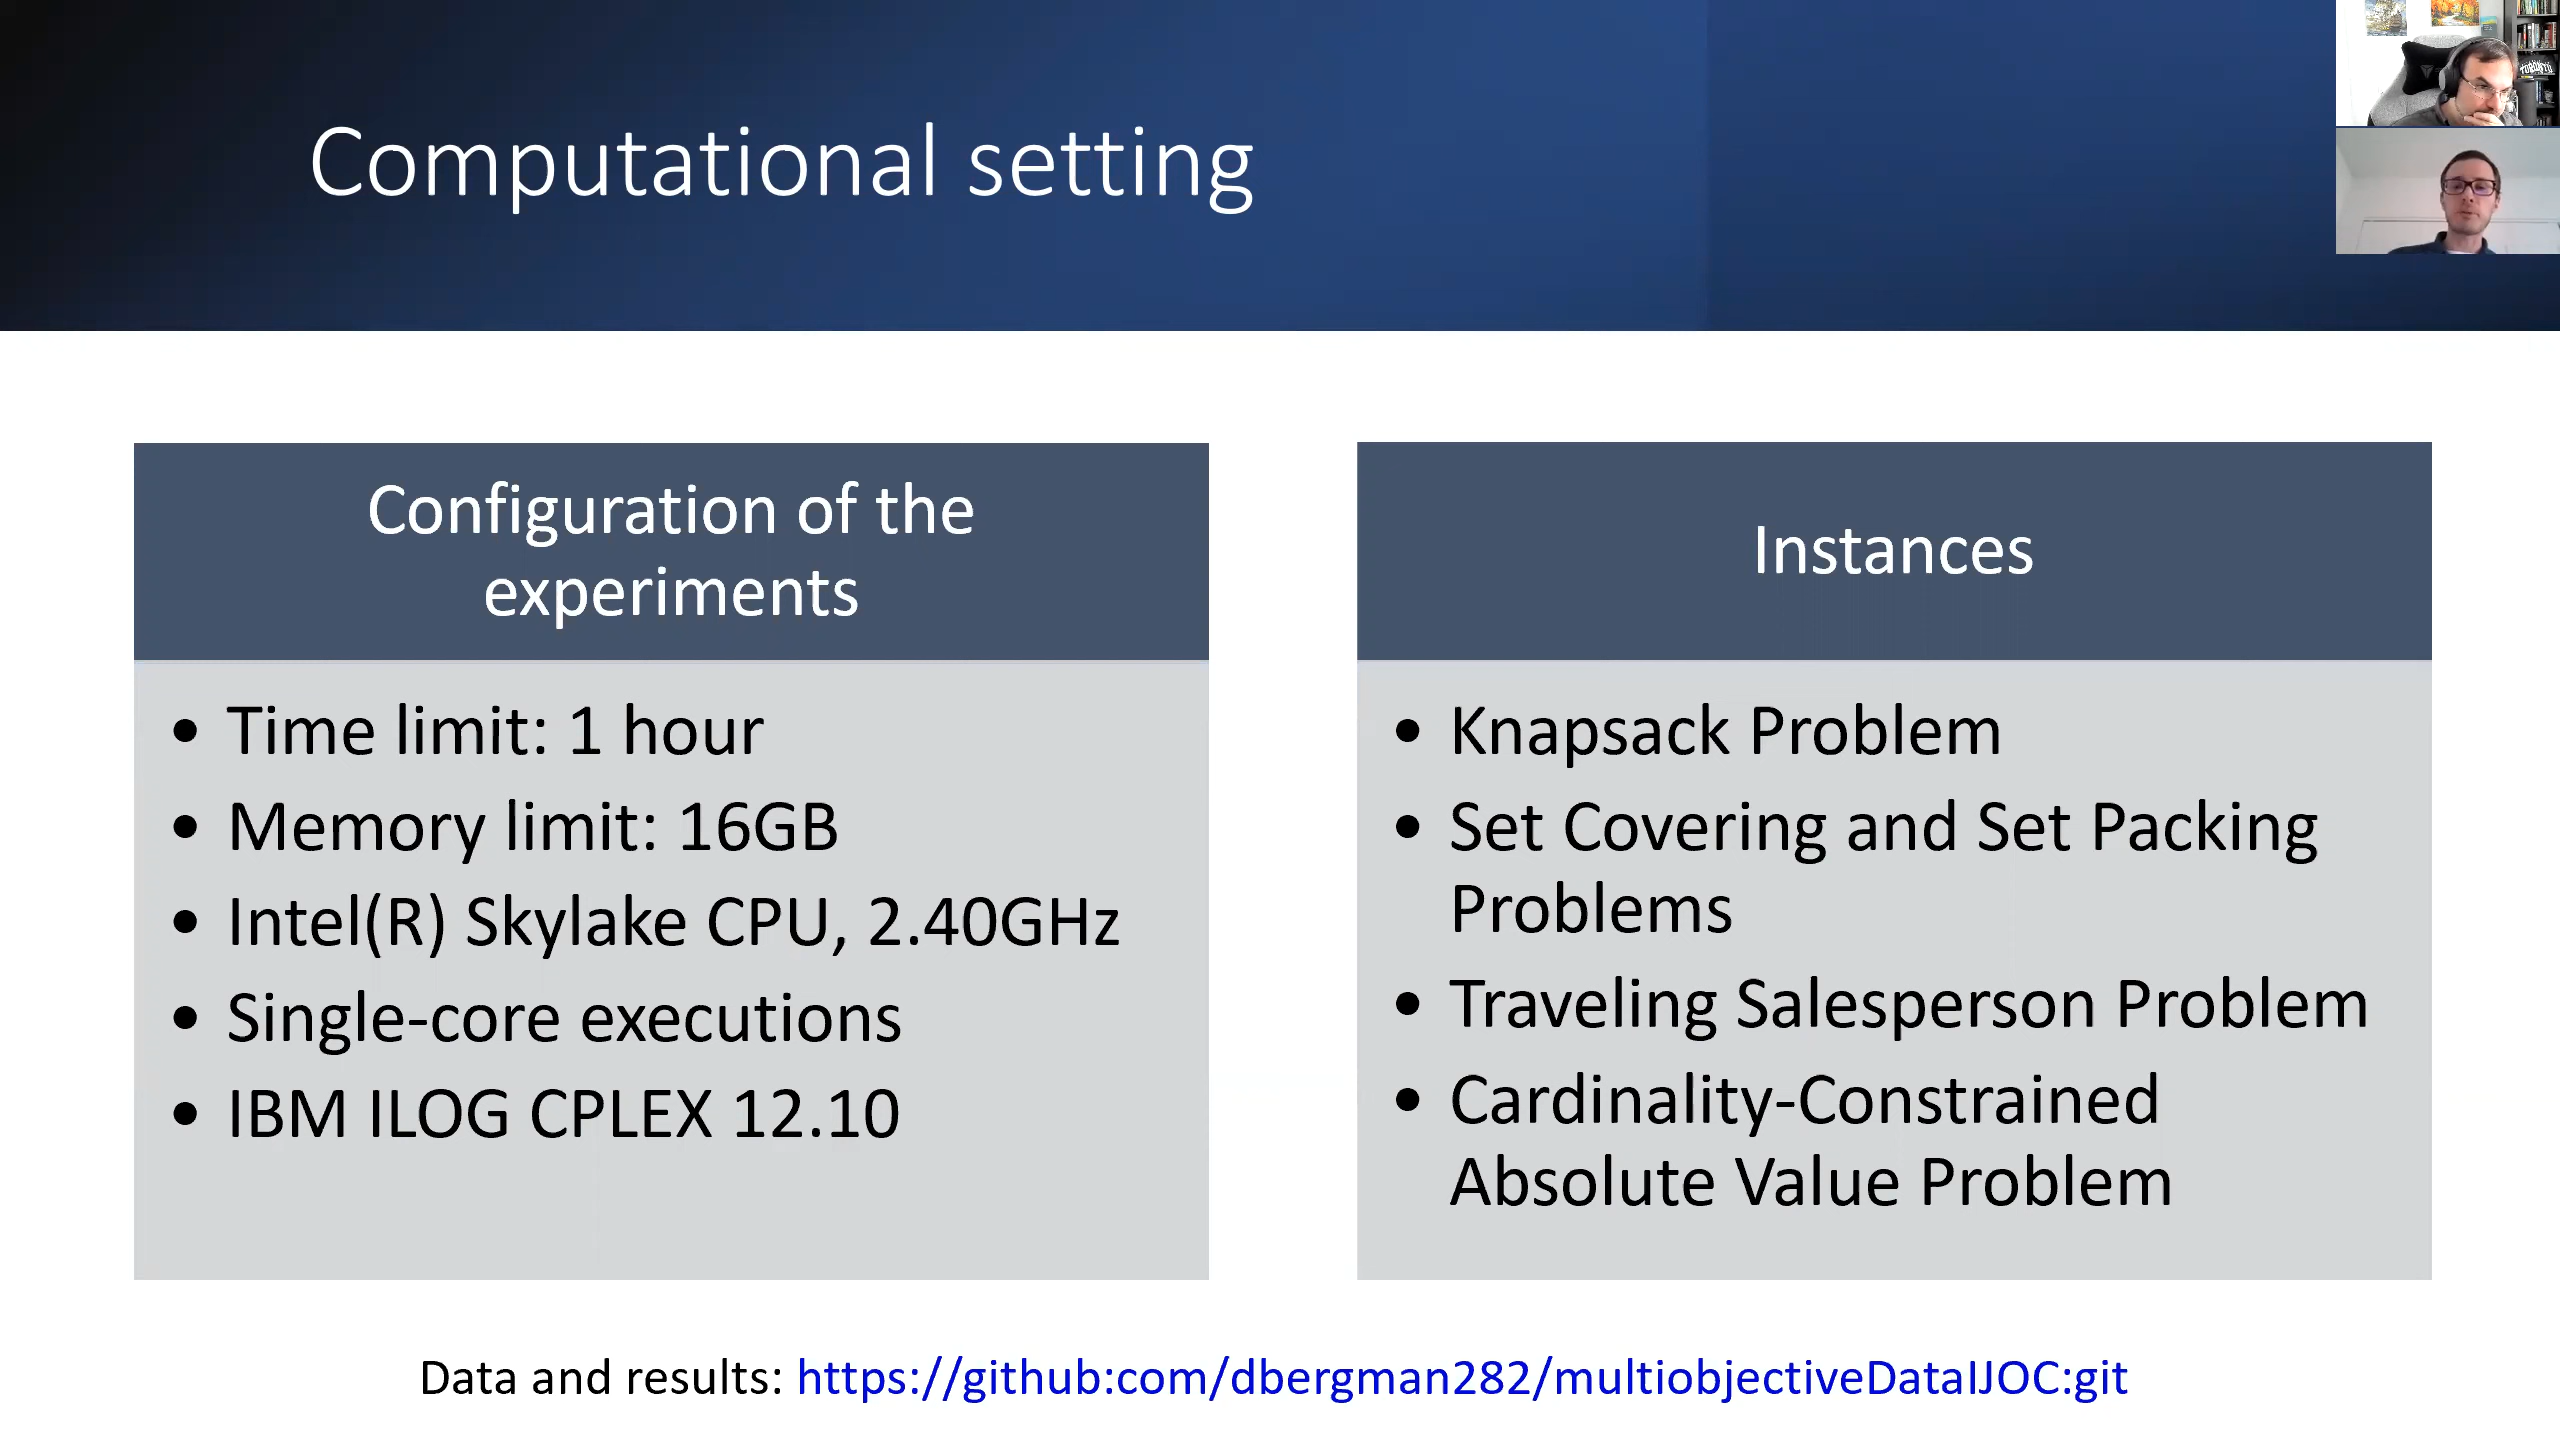 Computational setting
TORONTO
Configuration of the
experiments
• Time limit: 1 hour
• Memory limit: 16GB
• Intel(R) Skylake CPU, 2.40GHz
• Single-core executions
• IBM ILOG CPLEX 12.10
Instances
• Knapsack Problem
• Set Covering and Set Packing
Problems
• Traveling Salesperson Problem
• Cardinality-Constrained
Absolute Value Problem
Data and results: https://github:com/dbergman282/multiobjectiveDataIJOC:git